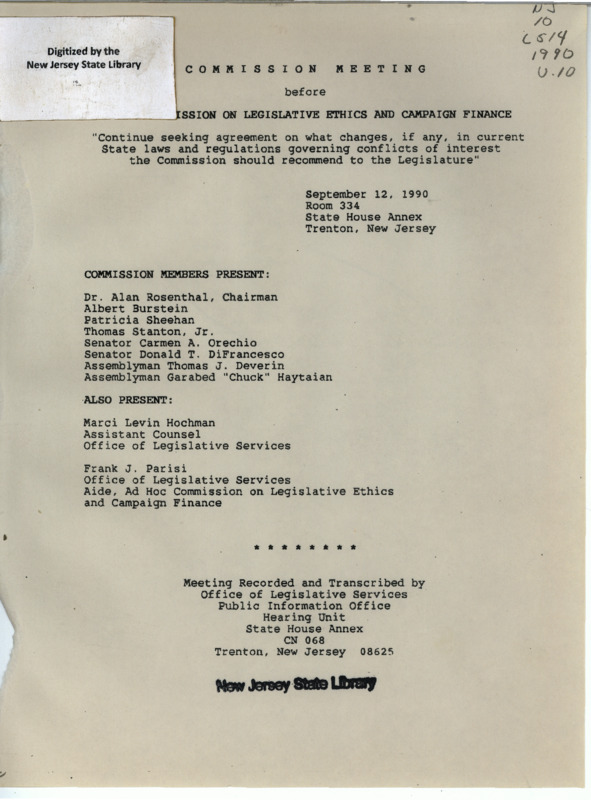 Digitized by the
New Jersey State Library
NJ
10
L514
1990
v.10
COMMISSION MEETING
before
ISSION ON LEGISLATIVE ETHICS AND CAMPAIGN FINANCE
"Continue seeking agreement on what changes, if any, in current
State laws and regulations governing conflicts of interest
the Commission should recommend to the Legislature"
September 12, 1990
Room 334
State House Annex
Trenton, New Jersey
COMMISSION MEMBERS PRESENT:
Dr. Alan Rosenthal, Chairman
Albert Burstein
Patricia Sheehan
Thomas Stanton, Jr.
Senator Carmen A. Orechio
Senator Donald T. DiFrancesco
Assemblyman Thomas J. Deverin
Assemblyman Garabed "Chuck" Haytaian
ALSO PRESENT:
Marci Levin Hochman
Assistant Counsel
Office of Legislative Services
Frank J. Parisi
Office of Legislative Services
Aide, Ad Hoc Commission on Legislative Ethics
and Campaign Finance
* * * * * * * *
Meeting Recorded and Transcribed by
Office of Legislative Services
Public Information Office
Hearing Unit
State House Annex
CN 068
Trenton, New Jersey 08625
New Jersey State Library